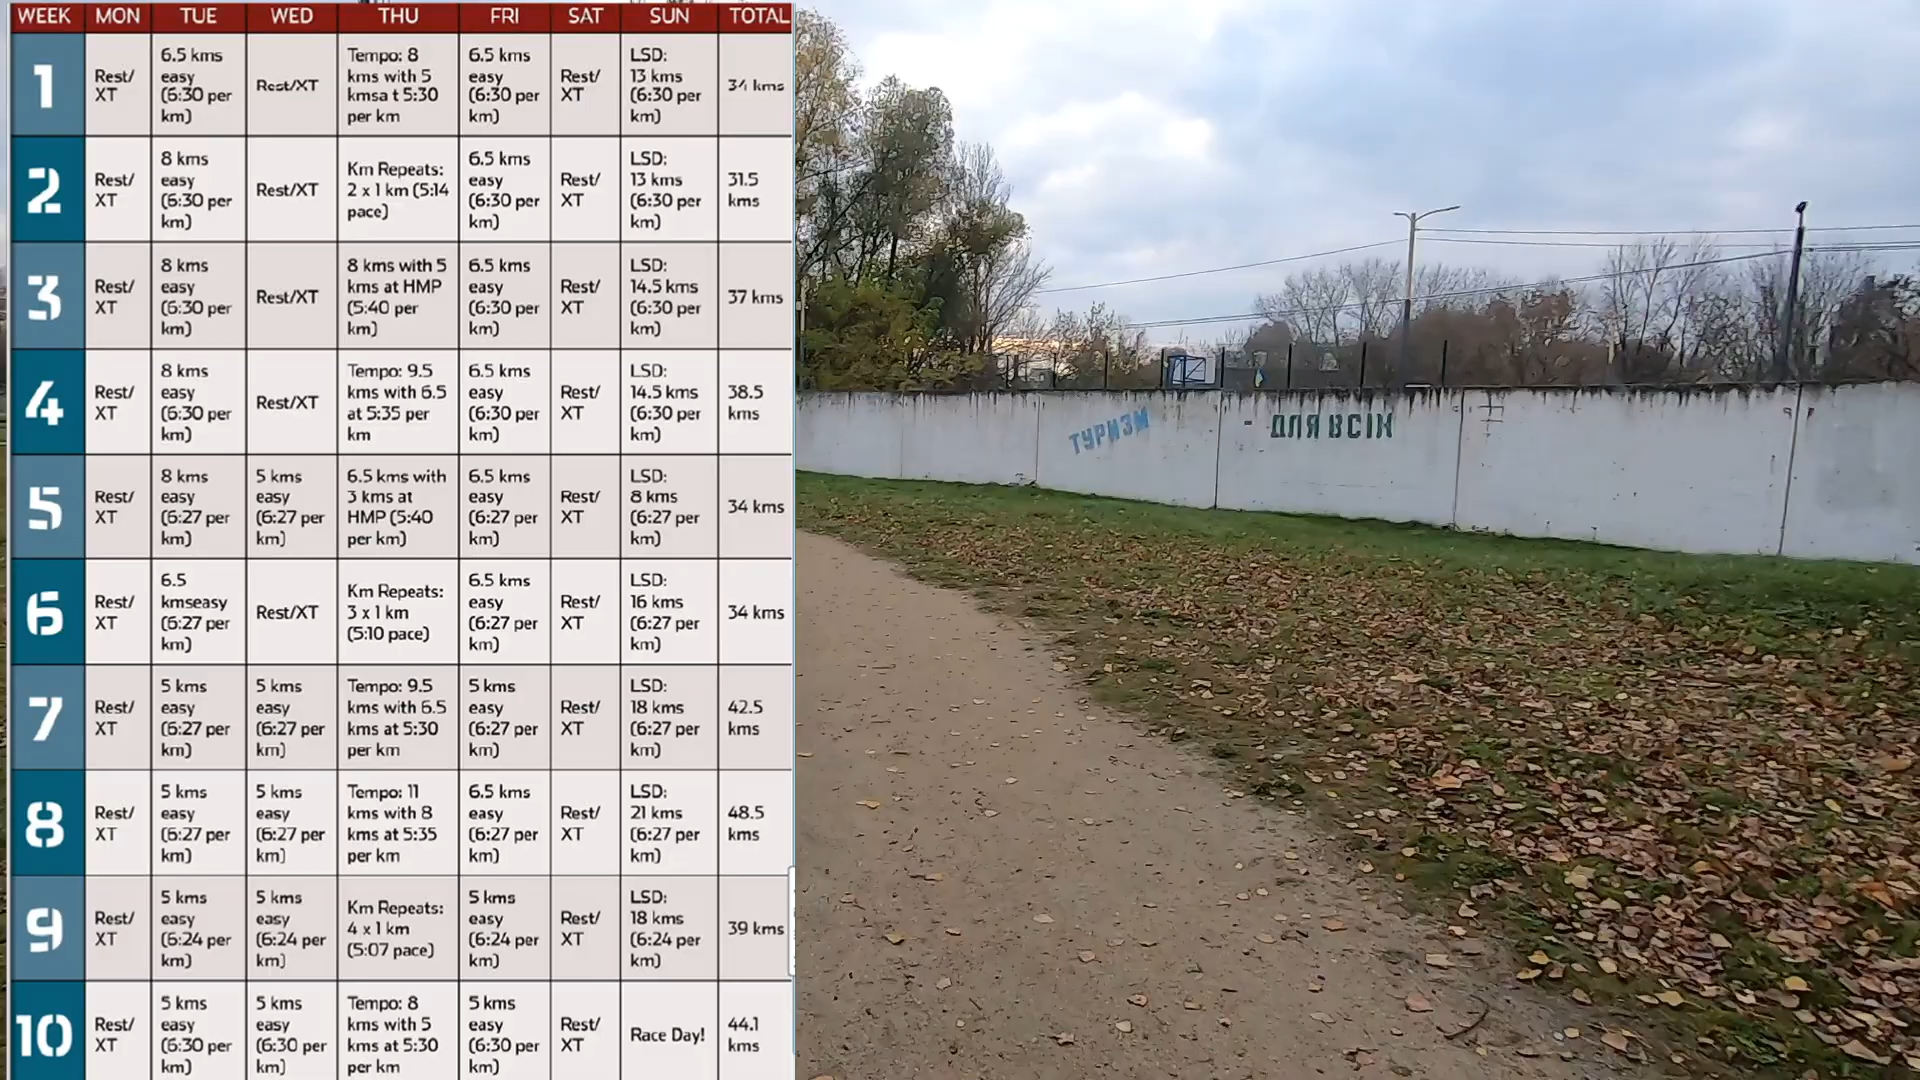 WEEK MON TUE WED THU FRI SAT SUN TOTAL
1
Rest/
XT
6.5 kms
easy
(6:30 per
km)
Rest/XT
Tempo: 8
kms with 5
kmsa t 5:30
per km
6.5 kms
easy
(6:30 per
km)
Rest/
XT
LSD:
13 kms
(6:30 per
km)
34 kms
2
Rest/
XT
8 kms
easy
(6:30 per
km)
Rest/XT
Km Repeats:
2 x 1 km (5:14
pace)
6.5 kms
easy
(6:30 per
km)
Rest/
XT
LSD:
13 kms
(6:30 per
km)
31.5
kms
3
Rest/
XT
8 kms
easy
(6:30 per
km)
Rest/XT
8 kms with 5
kms at HMP
(5:40 per
km)
6.5 kms
easy
(6:30 per
km)
Rest/
XT
LSD:
14.5 kms
(6:30 per
km)
37 kms
4
Rest/
XT
8 kms
easy
(6:30 per
km)
Rest/XT
Tempo: 9.5
kms with 6.5
at 5:35 per
km
6.5 kms
easy
(6:30 per
km)
Rest/
XT
LSD:
14.5 kms
(6:30 per
km)
38.5
kms
5
Rest/
XT
8 kms
easy
(6:27 per
km)
5 kms
easy
(6:27 per
km)
6.5 kms with
3 kms at
HMP (5:40
per km)
6.5 kms
easy
(6:27 per
km)
Rest/
XT
LSD:
8 kms
(6:27 per
km)
34 kms
6
Rest/
XT
6.5
kmseasy
(6:27 per
km)
Rest/XT
Km Repeats:
3 x 1 km
(5:10 pace)
6.5 kms
easy
(6:27 per
km)
Rest/
XT
LSD:
16 kms
(6:27 per
km)
34 kms
7
Rest/
XT
5 kms
easy
(6:27 per
km)
5 kms
easy
(6:27 per
km)
Tempo: 9.5
kms with 6.5
kms at 5:30
per km
5 kms
easy
(6:27 per
km)
Rest/
XT
LSD:
18 kms
(6:27 per
km)
42.5
kms
8
Rest/
XT
5 kms
easy
(6:27 per
km)
5 kms
easy
(6:27 per
km)
Tempo: 11
kms with 8
kms at 5:35
per km
6.5 kms
easy
(6:27 per
km)
Rest/
XT
LSD:
21 kms
(6:27 per
km)
48.5
kms
9
Rest/
XT
5 kms
easy
(6:24 per
km)
5 kms
easy
(6:24 per
km)
Km Repeats:
4 x 1 km
(5:07 pace)
5 kms
easy
(6:24 per
km)
Rest/
XT
LSD:
18 kms
(6:24 per
km)
39 kms
10
Rest/
XT
5 kms
easy
(6:30 per
km)
5 kms
easy
(6:30 per
km)
Tempo: 8
kms with 5
kms at 5:30
per km
5 kms
easy
(6:30 per
km)
Rest/
XT
Race Day!
44.1
kms
ТУРИЗМ - ДЛЯ ВСІХ